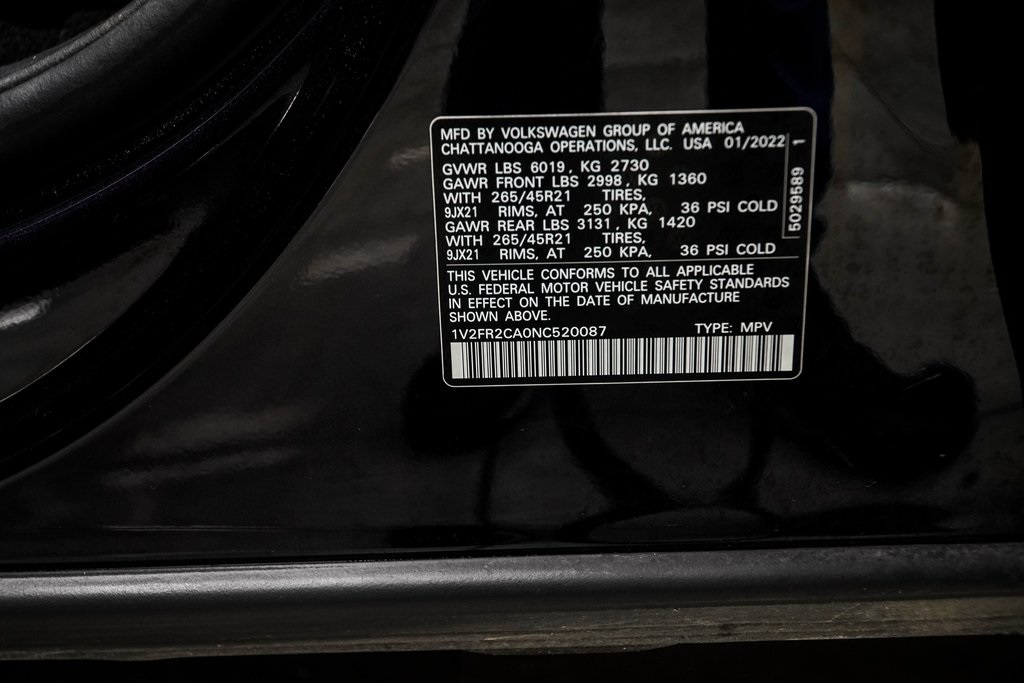 MFD BY VOLKSWAGEN GROUP OF AMERICA
CHATTANOOGA OPERATIONS, LLC. USA 01/2022
GVWR LBS 6019, KG 2730
GAWR FRONT LBS 2998, KG 1360
WITH 265/45R21 TIRES,
9JX21 RIMS, AT 250 KPA, 36 PSI COLD
GAWR REAR LBS 3131, KG 1420
WITH 265/45R21 TIRES,
9JX21 RIMS, AT 250 KPA, 36 PSI COLD
5029589 1
THIS VEHICLE CONFORMS TO ALL APPLICABLE
U.S. FEDERAL MOTOR VEHICLE SAFETY STANDARDS
IN EFFECT ON THE DATE OF MANUFACTURE
SHOWN ABOVE.
1V2FR2CA0NC520087 TYPE: MPV